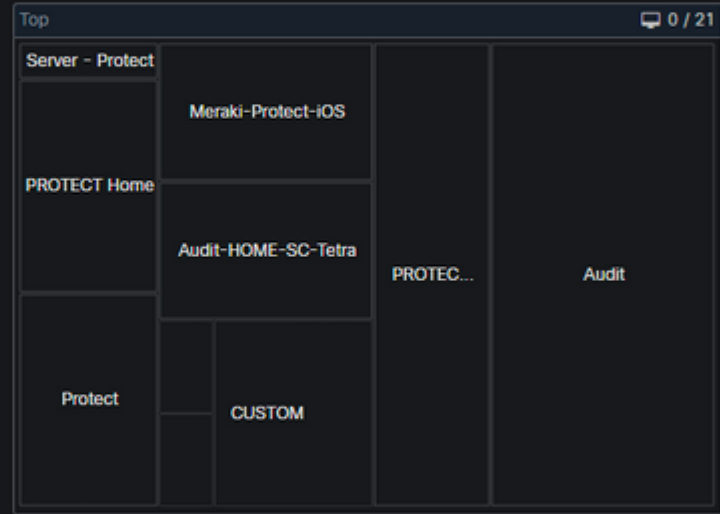 Top
0 / 21
Server - Protect
Meraki-Protect-iOS
PROTECT Home
Audit-HOME-SC-Tetra
PROTEC...
Audit
Protect
CUSTOM